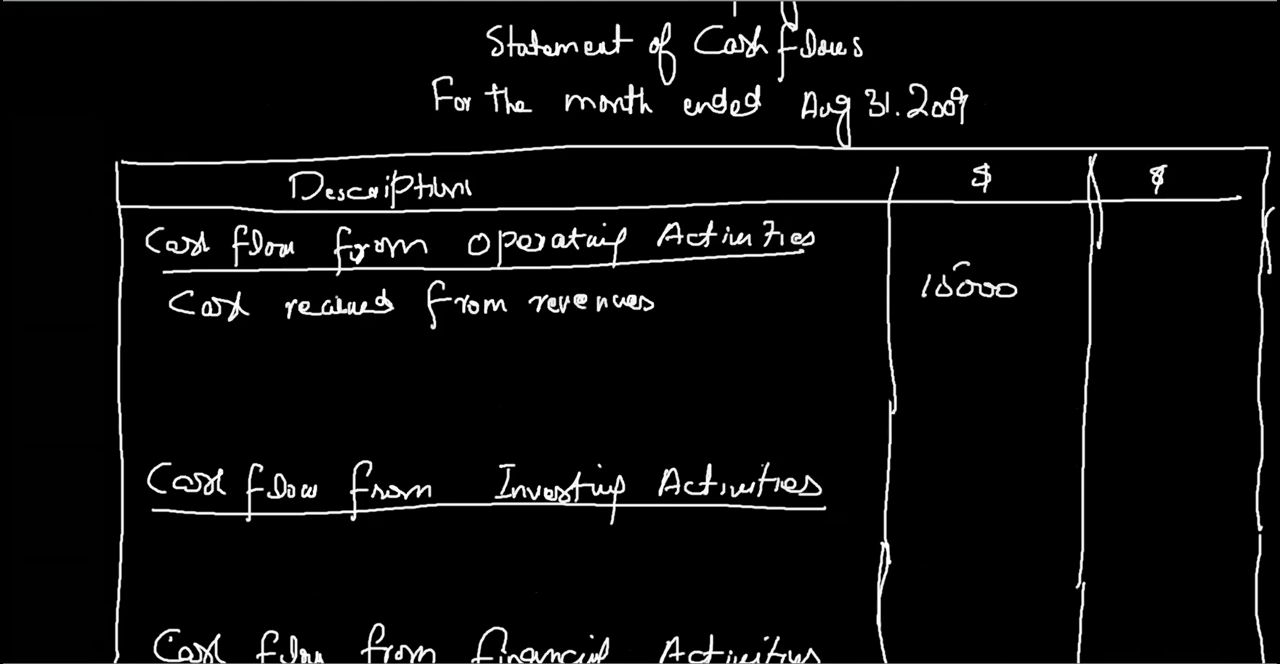 Statement of Cash flows
For the month ended Aug 31. 2009
Description $ $
Cash flow from operating Activities
Cash received from revenues 15000
Cash flow from Investing Activities
Cash flow from financial Activities